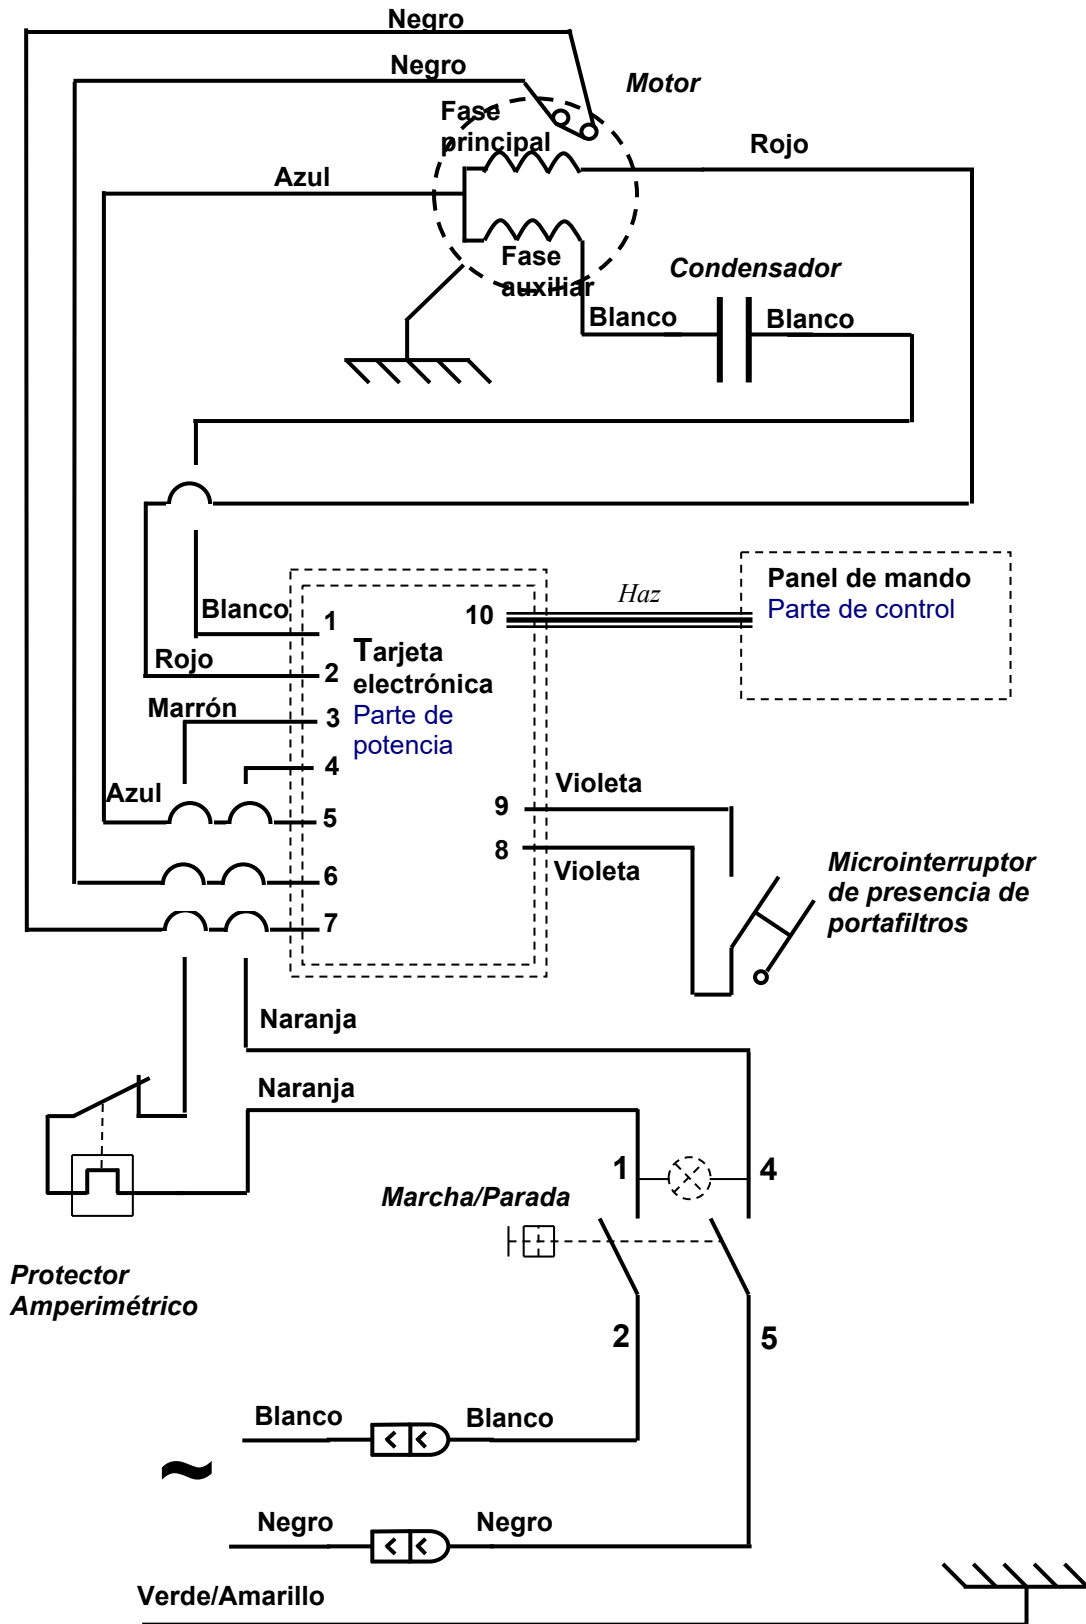 Negro
Negro
Motor
Fase
principal
Rojo
Azul
Fase
auxiliar
Condensador
Blanco
Blanco
Haz
Panel de mando
Parte de control
Blanco
1
10
Rojo
2
Tarjeta
electrónica
Parte de
potencia
Marrón
3
4
Azul
5
9
Violeta
8
Violeta
6
7
Microinterruptor
de presencia de
portafiltros
Naranja
Naranja
1
4
Marcha/Parada
Protector
Amperimétrico
2
5
Blanco
Blanco
~
Negro
Negro
Verde/Amarillo